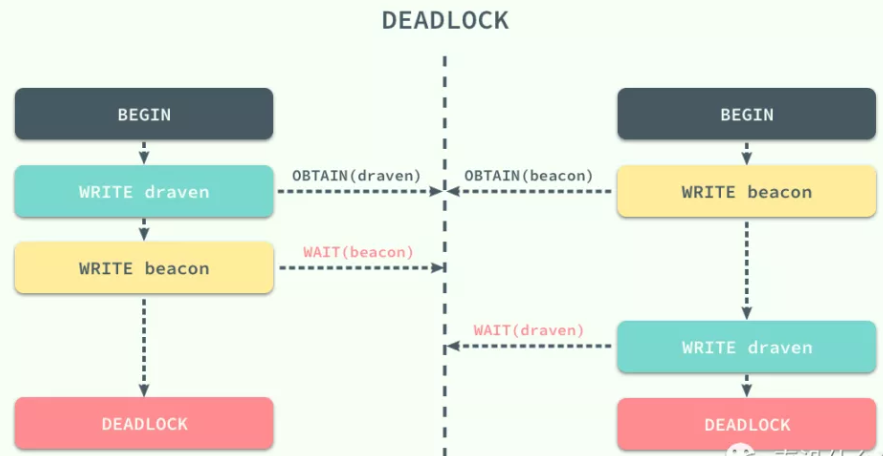 DEADLOCK
BEGIN
BEGIN
WRITE draven
OBTAIN(draven)
OBTAIN(beacon)
WRITE beacon
WRITE beacon
WAIT(beacon)
WAIT(draven)
WRITE draven
DEADLOCK
DEADLOCK